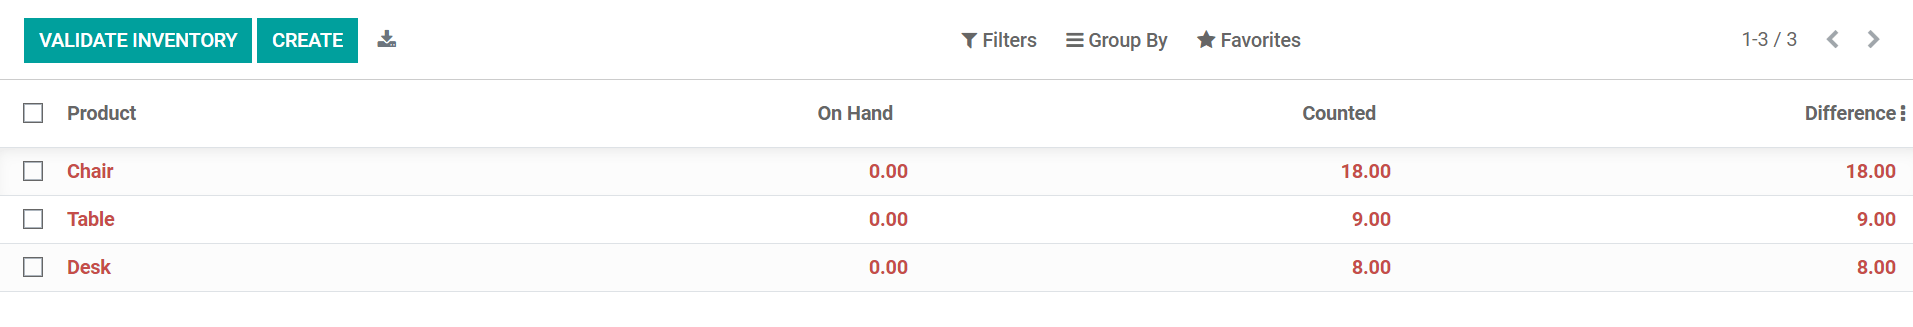 VALIDATE INVENTORY CREATE Filters Group By Favorites 1-3 / 3
Product On Hand Counted Difference
Chair 0.00 18.00 18.00
Table 0.00 9.00 9.00
Desk 0.00 8.00 8.00